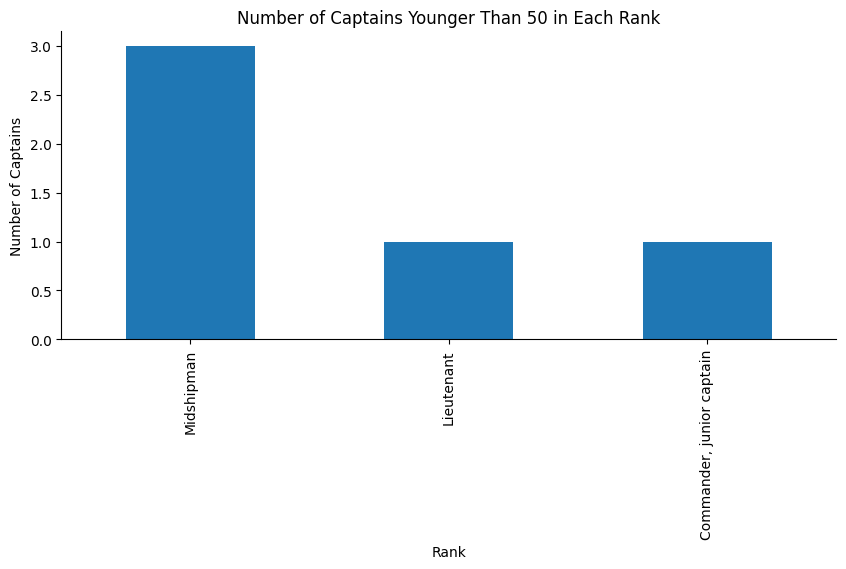 Number of Captains Younger Than 50 in Each Rank
Number of Captains
3.0
2.5
2.0
1.5
1.0
0.5
0.0
Midshipman
Lieutenant
Commander, junior captain
Rank